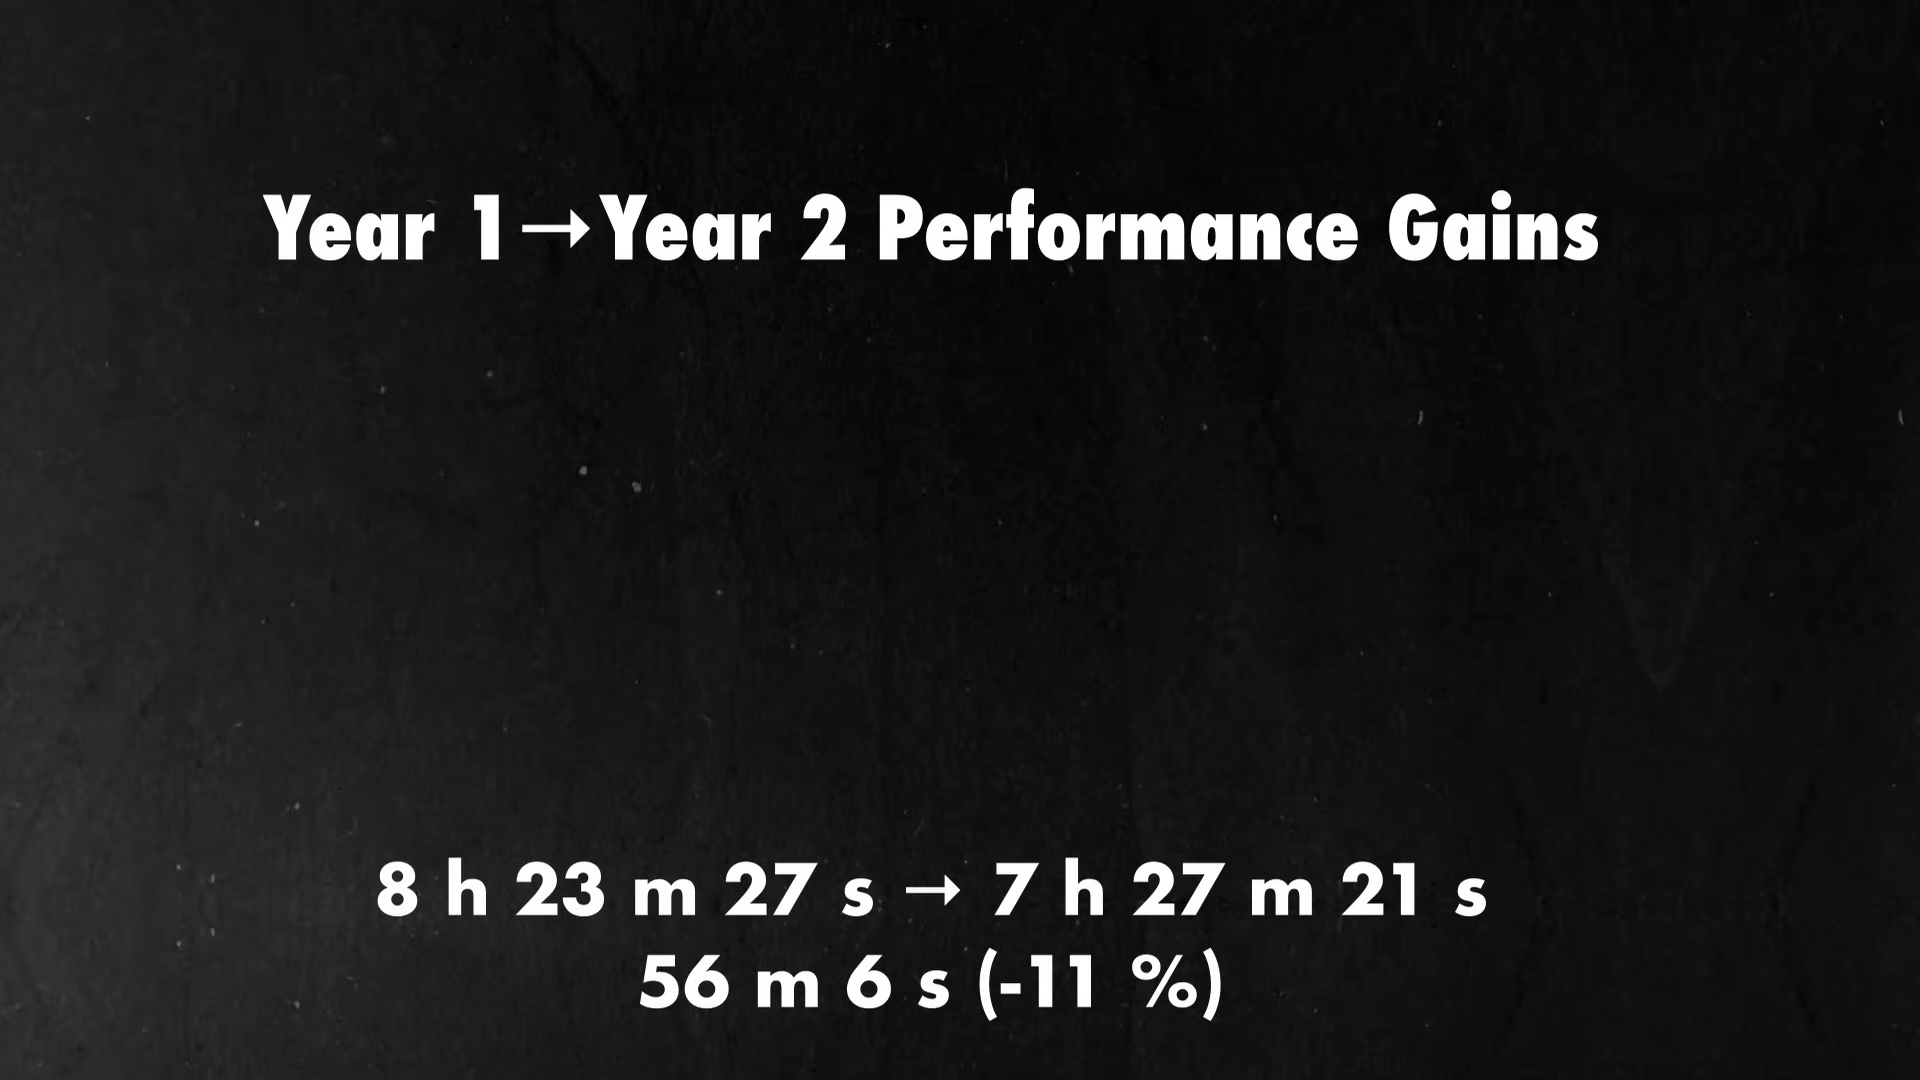 Year 1→Year 2 Performance Gains
8 h 23 m 27 s → 7 h 27 m 21 s
56 m 6 s (-11 %)